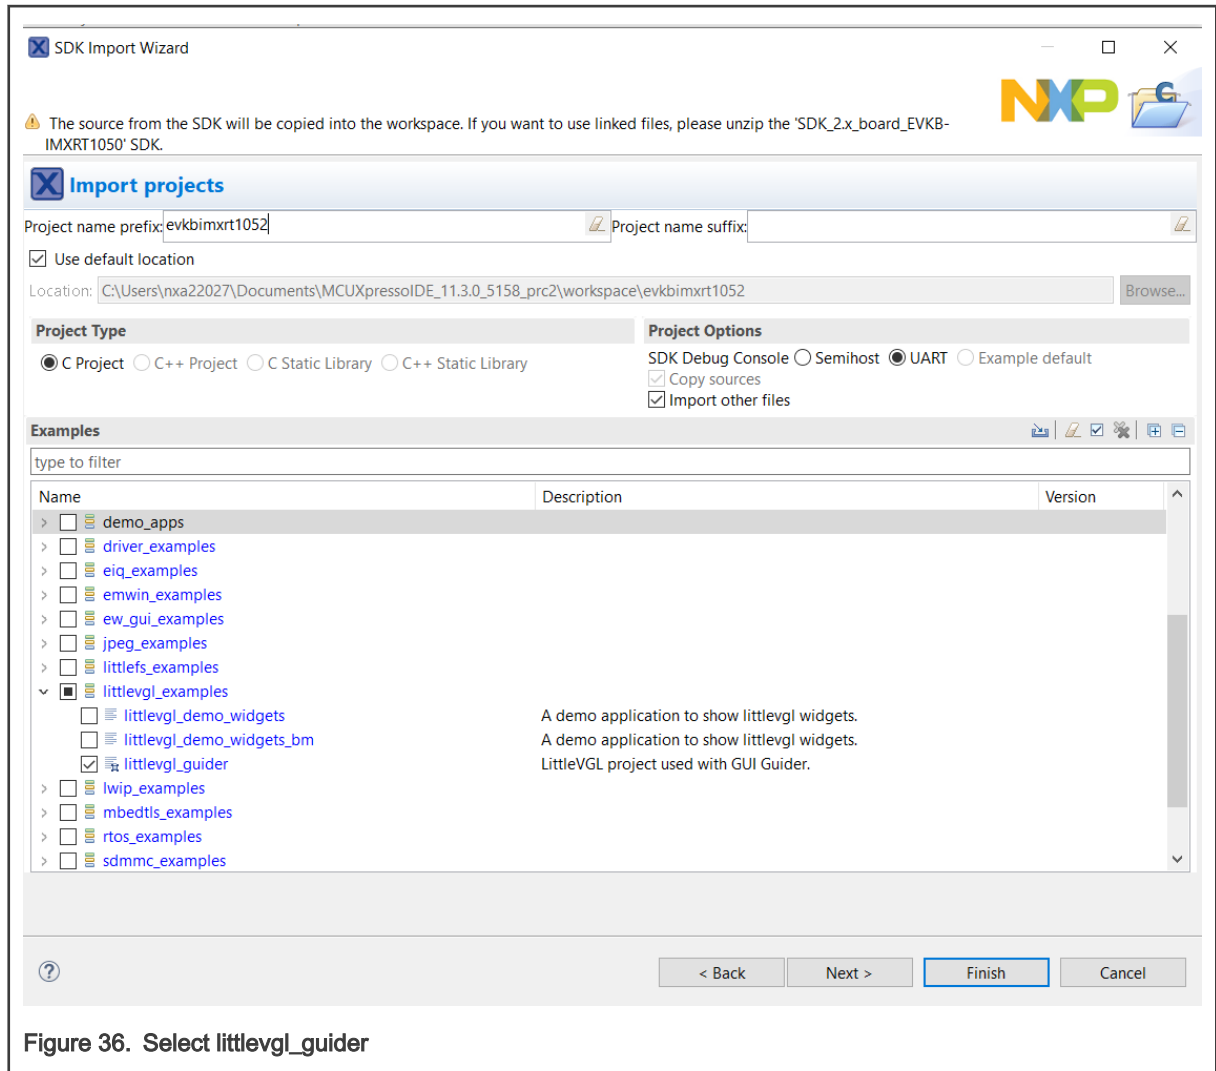 SDK Import Wizard
NXP
C
The source from the SDK will be copied into the workspace. If you want to use linked files, please unzip the 'SDK_2.x_board_EVKB-
IMXRT1050' SDK.
Import projects
Project name prefix: evkbimxrt1052 Project name suffix:
Use default location
Location: C:\Users\nxa22027\Documents\MCUXpressoIDE_11.3.0_5158_prc2\workspace\evkbimxrt1052 Browse...
Project Type Project Options
C Project C++ Project C Static Library C++ Static Library SDK Debug Console Semihost UART Example default
Copy sources
Import other files
Examples
type to filter
Name Description Version
demo_apps
driver_examples
eiq_examples
emwin_examples
ew_gui_examples
jpeg_examples
littlefs_examples
littlevgl_examples
littlevgl_demo_widgets A demo application to show littlevgl widgets.
littlevgl_demo_widgets_bm A demo application to show littlevgl widgets.
littlevgl_guider LittleVGL project used with GUI Guider.
lwip_examples
mbedtls_examples
rtos_examples
sdmmc_examples
? < Back Next > Finish Cancel
Figure 36. Select littlevgl_guider